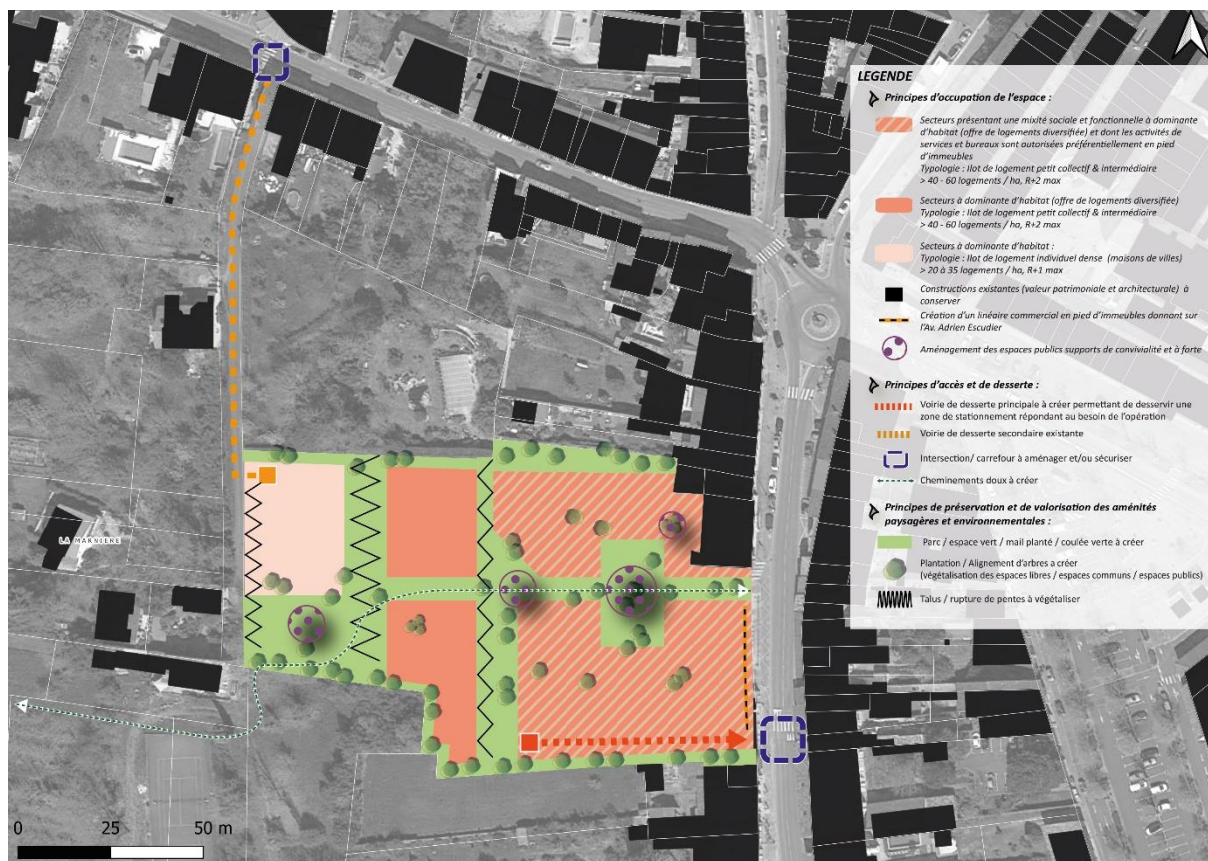 LEGENDE
Principes d'occupation de l'espace :
Secteurs présentant une mixité sociale et fonctionnelle à dominante
d'habitat (offre de logements diversifiée) et dont les activités de
services et bureaux sont autorisées préférentiellement en pied
d'immeubles
Typologie : Ilot de logement petit collectif & intermédiaire
> 40 - 60 logements / ha, R+2 max
Secteurs à dominante d'habitat (offre de logements diversifiée)
Typologie : Ilot de logement petit collectif & intermédiaire
> 40 - 60 logements / ha, R+2 max
Secteurs à dominante d'habitat :
Typologie : Ilot de logement individuel dense (maisons de villes)
> 20 à 35 logements / ha, R+1 max
Constructions existantes (valeur patrimoniale et architecturale) à
conserver
Création d'un linéaire commercial en pied d'immeubles donnant sur
l'Av. Adrien Escudier
Aménagement des espaces publics supports de convivialité et à forte
Principes d'accès et de desserte :
Voirie de desserte principale à créer permettant de desservir une
zone de stationnement répondant au besoin de l'opération
Voirie de desserte secondaire existante
Intersection/ carrefour à aménager et/ou sécuriser
Cheminements doux à créer
Principes de préservation et de valorisation des aménités
paysagères et environnementales :
Parc / espace vert / mail planté / coulée verte à créer
Plantation / Alignement d'arbres a créer
(végétalisation des espaces libres / espaces communs / espaces publics)
Talus / rupture de pentes à végétaliser
LA MARNIERE
0 25 50 m